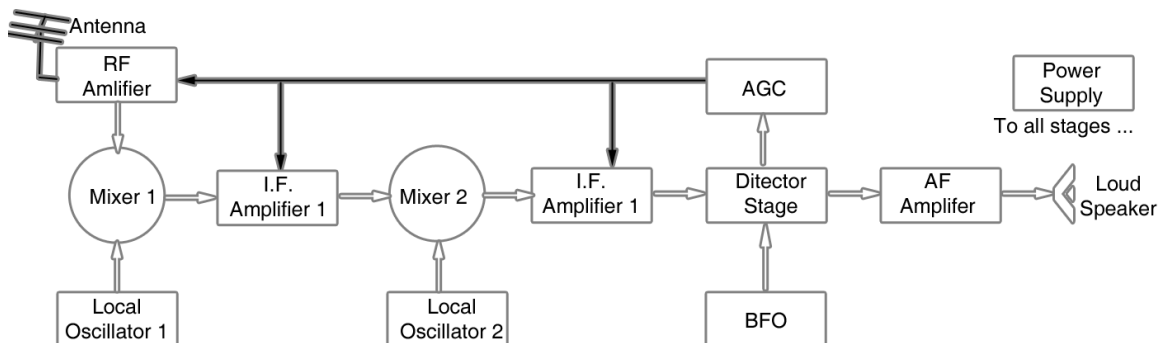 Antenna
RF
Amlifier
AGC
Power
Supply
To all stages ...
Mixer 1
I.F.
Amplifier 1
Mixer 2
I.F.
Amplifier 1
Ditector
Stage
AF
Amplifer
Loud
Speaker
Local
Oscillator 1
Local
Oscillator 2
BFO